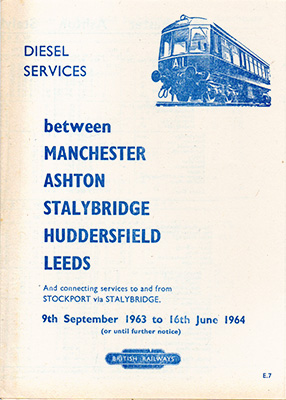 DIESEL
SERVICES
A1
between
MANCHESTER
ASHTON
STALYBRIDGE
HUDDERSFIELD
LEEDS
And connecting services to and from
STOCKPORT via STALYBRIDGE.
9th September 1963 to 16th June 1964
(or until further notice)
BRITISH RAILWAYS
E.7